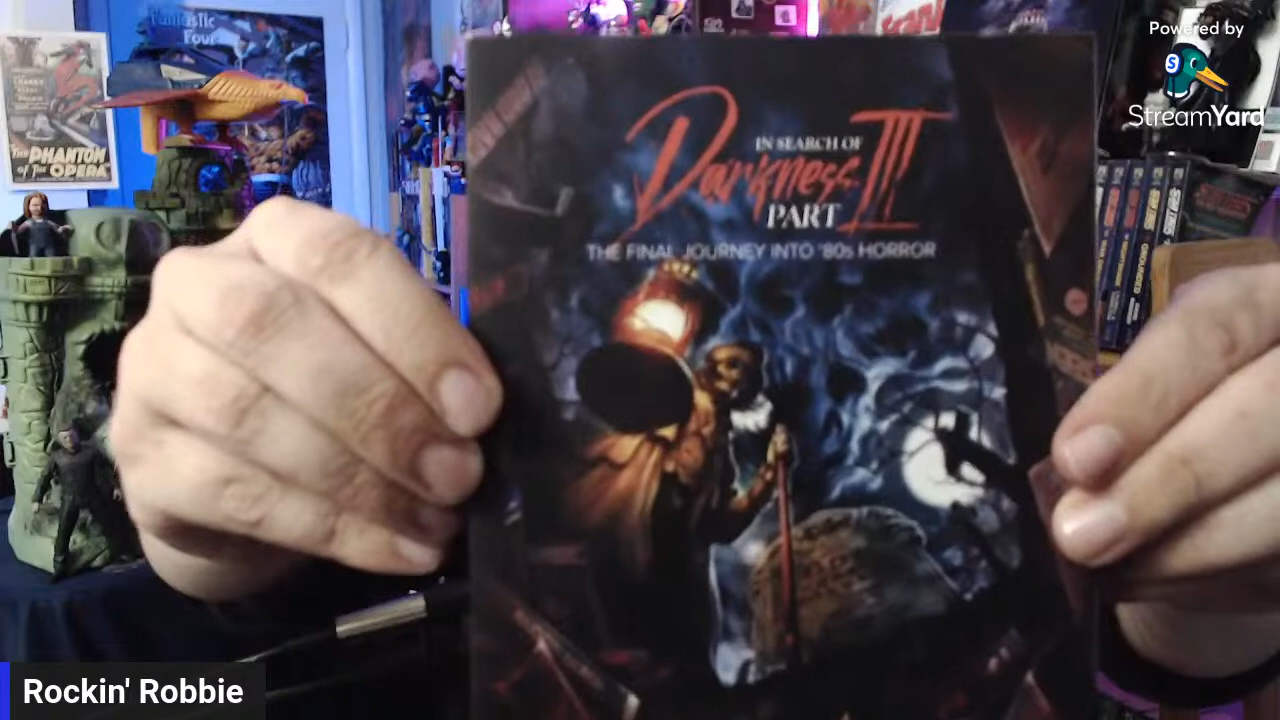 Fantastic
Four
Powered by
StreamYard
THE PHANTOM
OF THE OPERA
IN SEARCH OF
Darkness III
PART
THE FINAL JOURNEY INTO '80s HORROR
Rockin' Robbie